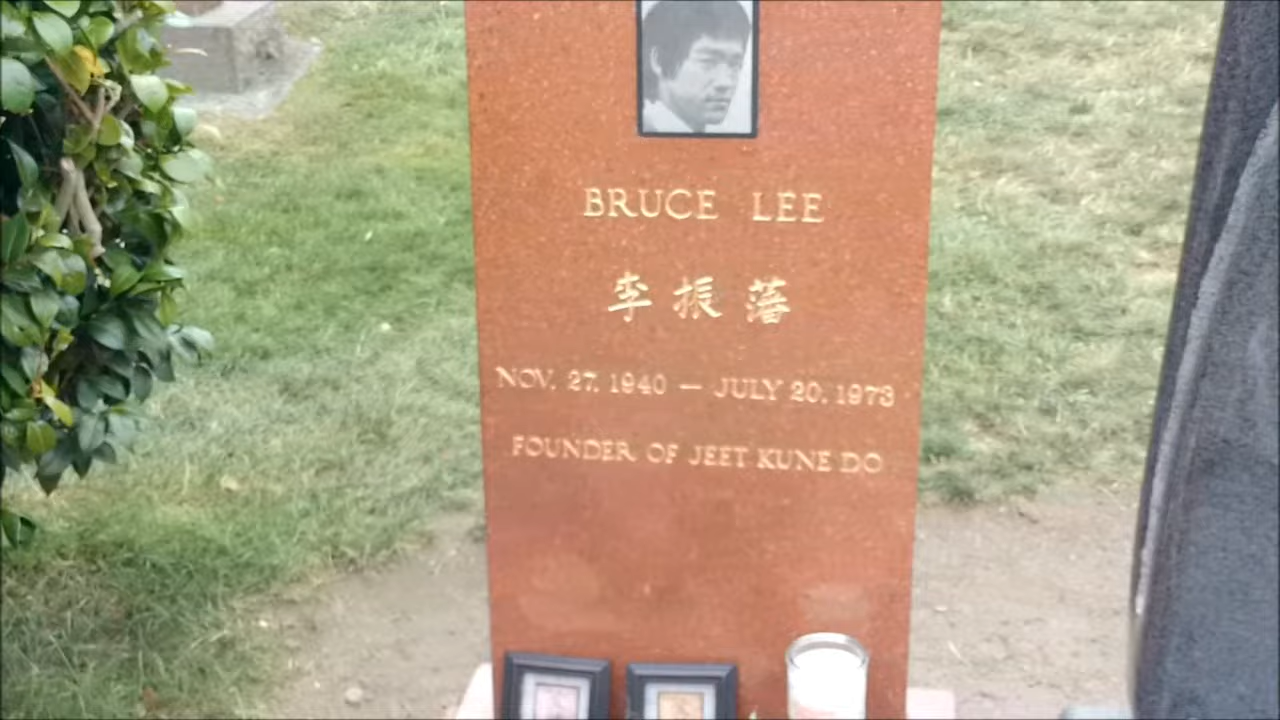 BRUCE LEE
李振藩
NOV. 27, 1940 — JULY 20, 1973
FOUNDER OF JEET KUNE DO